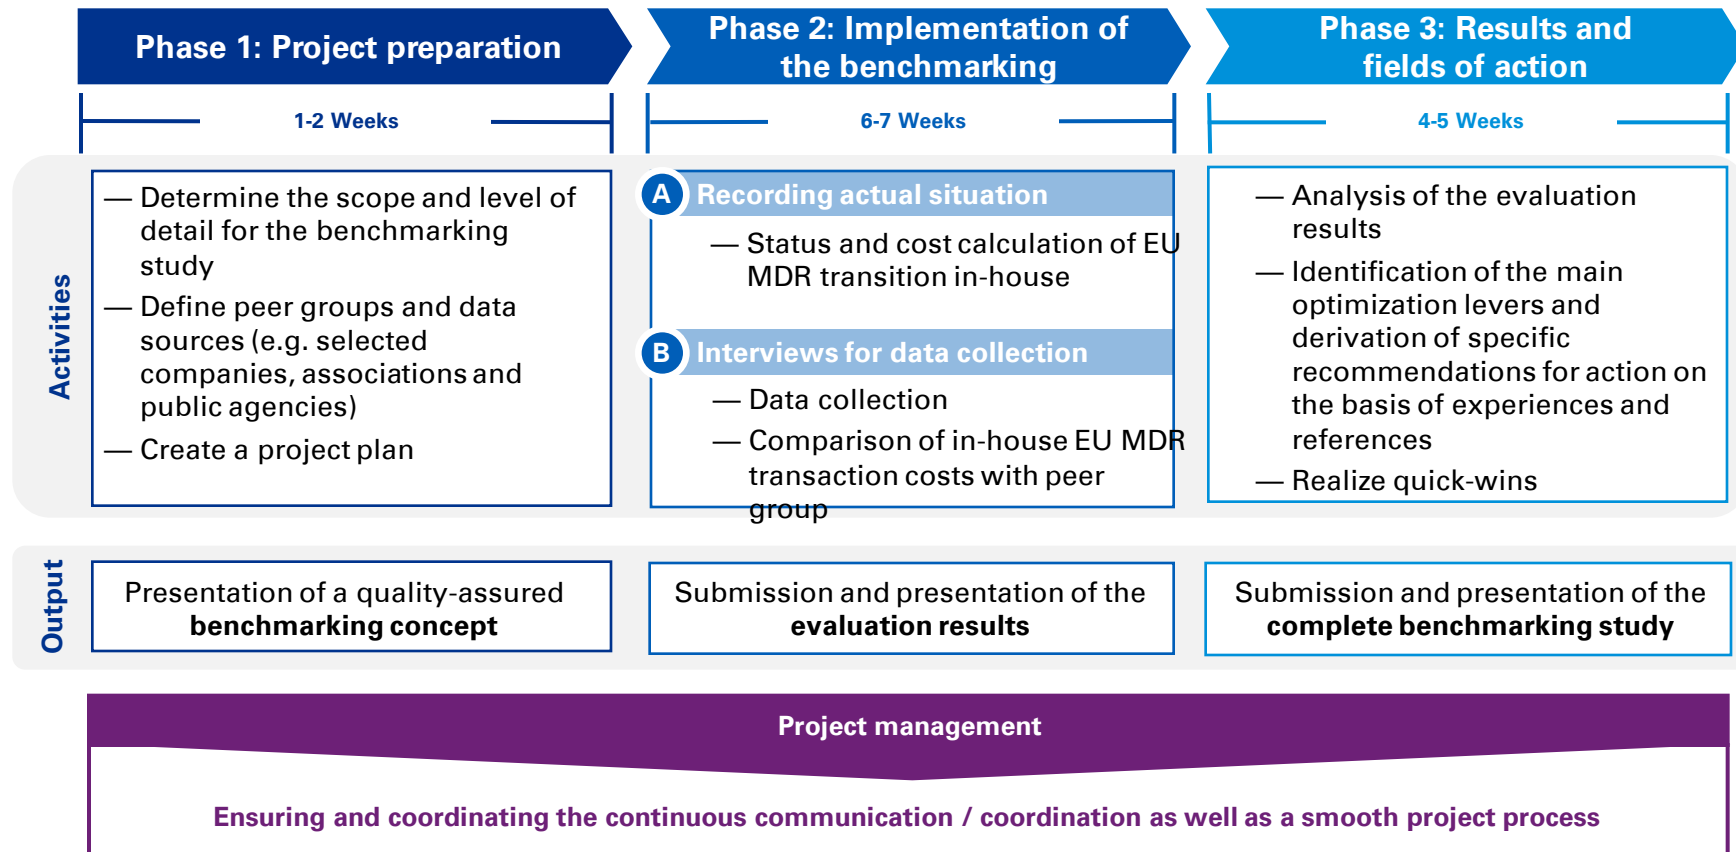 Phase 1: Project preparation
Phase 2: Implementation of
the benchmarking
Phase 3: Results and
fields of action
1-2 Weeks
6-7 Weeks
4-5 Weeks
Activities
— Determine the scope and level of
detail for the benchmarking
study
— Define peer groups and data
sources (e.g. selected
companies, associations and
public agencies)
— Create a project plan
A Recording actual situation
— Status and cost calculation of EU
MDR transition in-house
B Interviews for data collection
— Data collection
— Comparison of in-house EU MDR
transaction costs with peer
group
— Analysis of the evaluation
results
— Identification of the main
optimization levers and
derivation of specific
recommendations for action on
the basis of experiences and
references
— Realize quick-wins
Output
Presentation of a quality-assured
benchmarking concept
Submission and presentation of the
evaluation results
Submission and presentation of the
complete benchmarking study
Project management
Ensuring and coordinating the continuous communication / coordination as well as a smooth project process